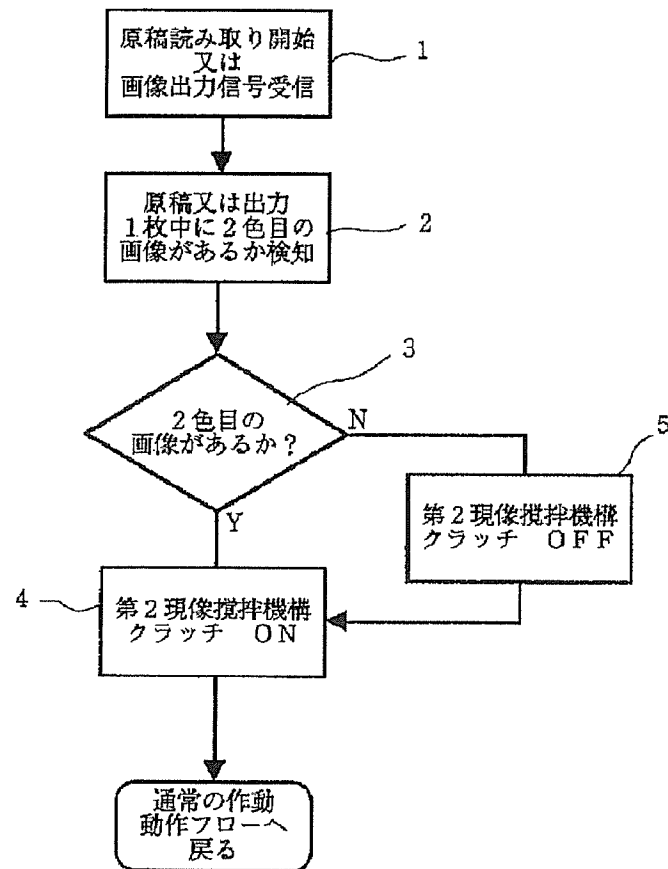 原稿読み取り開始
又は
画像出力信号受信
1
原稿又は出力
1枚中に2色目の
画像があるか検知
2
3
2色目の
画像があるか？
N
Y
5
第2現像撹拌機構
クラッチ　OFF
4
第2現像撹拌機構
クラッチ　ON
通常の作動
動作フローへ
戻る